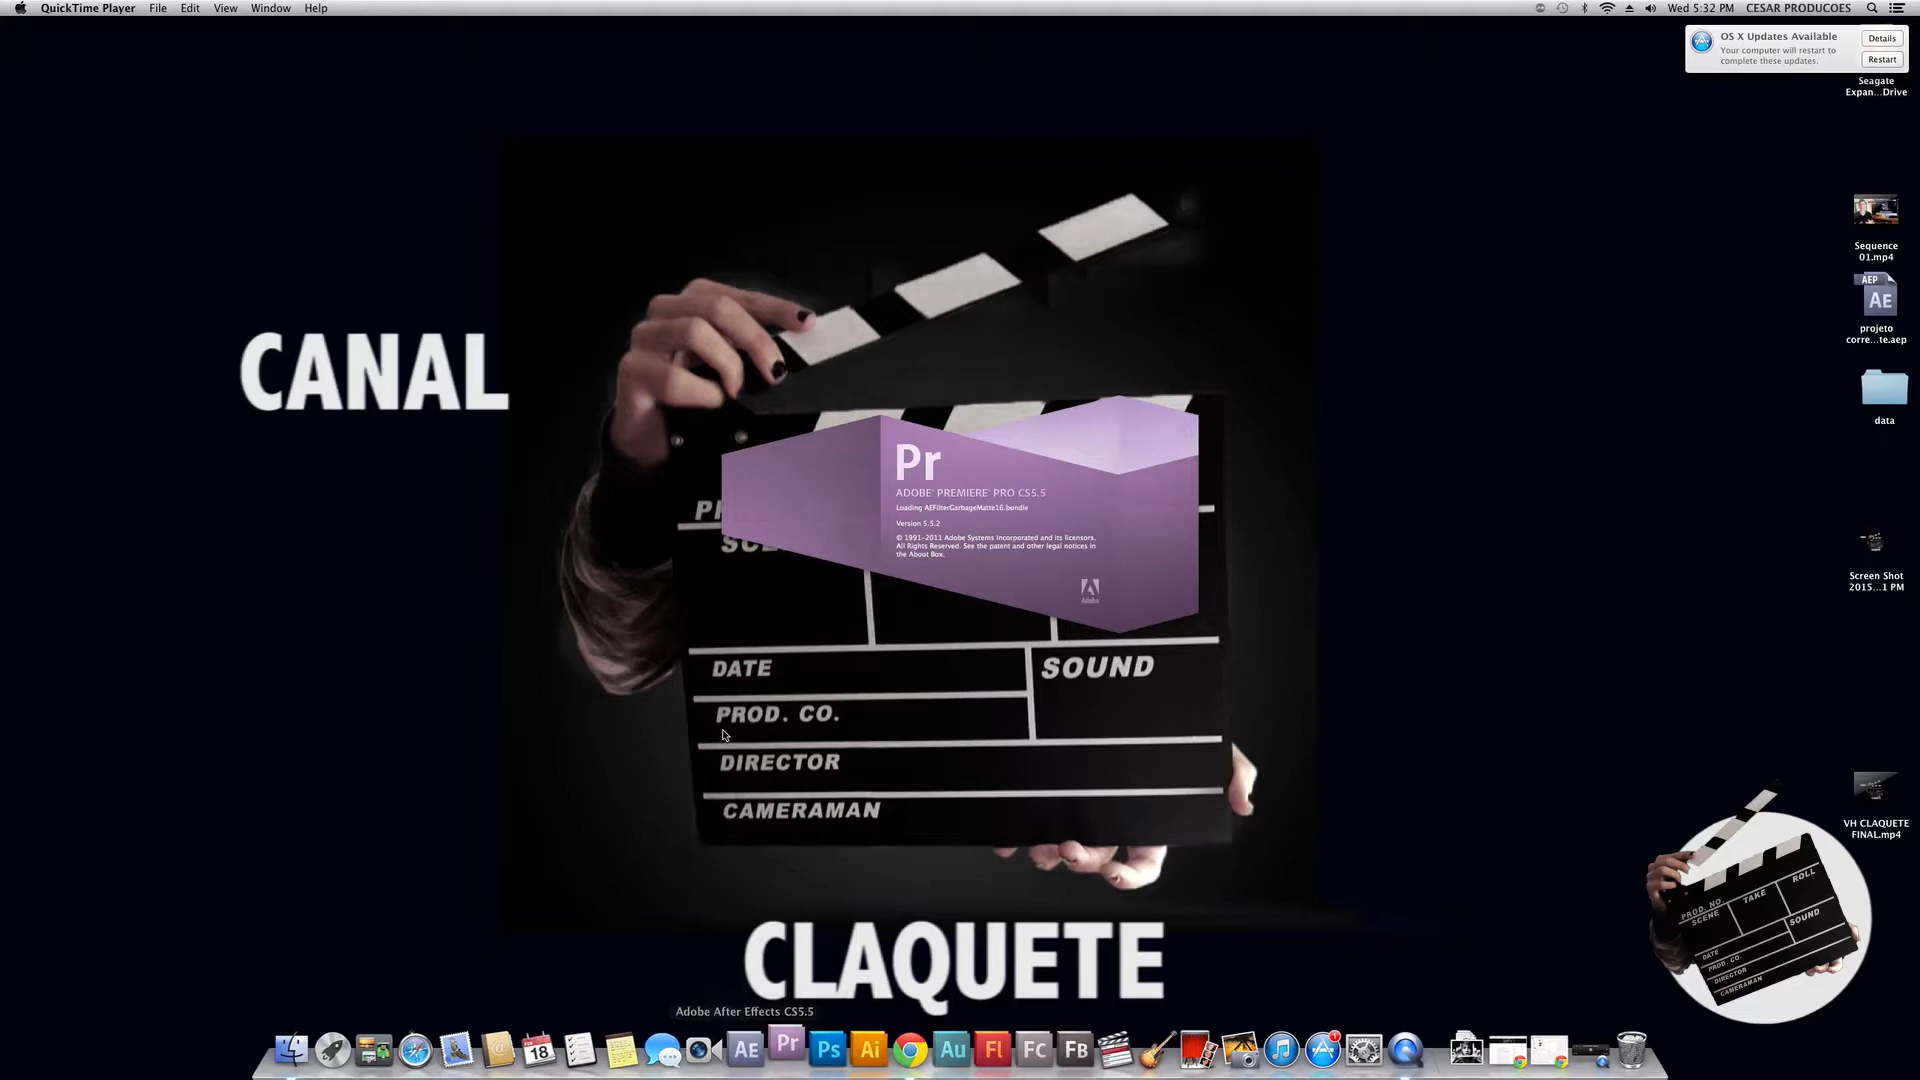 QuickTime Player File Edit View Window Help
Wed 5:32 PM CESAR PRODUCOES
OS X Updates Available
Your computer will restart to
complete these updates.
Details
Restart
Seagate
Expan...Drive
Sequence
01.mp4
AEP
AE
projeto
corre...te.aep
data
Screen Shot
2015...1 PM
VH CLAQUETE
FINAL.mp4
CANAL
Pr
ADOBE® PREMIERE® PRO CS5.5
Loading AEFilterGarbageMatte16.bundle
Version 5.5.2
© 1991-2011 Adobe Systems Incorporated and its licensors.
All Rights Reserved. See the patent and other legal notices in
the About Box.
Adobe
DATE
SOUND
PROD. CO.
DIRECTOR
CAMERAMAN
PROD. NO.
SCENE
TAKE
ROLL
SOUND
DATE
PROD. CO.
DIRECTOR
CAMERAMAN
CLAQUETE
Adobe After Effects CS5.5
18
AE
Pr
Ps
Ai
Au
Fl
Fc
FB
1